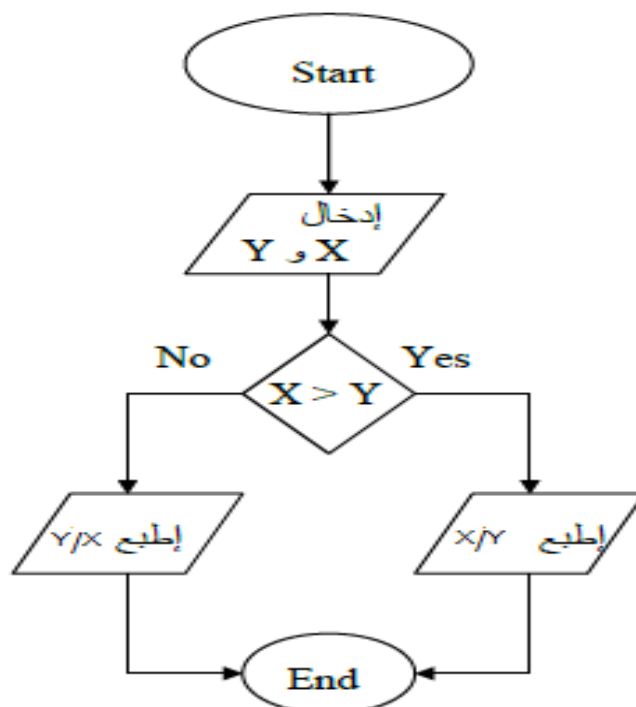 Start
إدخال
X و Y
No
Yes
X > Y
إطبع Y/X
إطبع X/Y
End